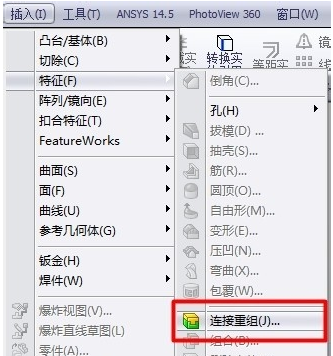 插入(I) 工具(T) ANSYS 14.5 PhotoView 360 窗口(W)
凸台/基体(B)
切除(C)
特征(F)
阵列/镜向(E)
扣合特征(T)
FeatureWorks
曲面(S)
面(F)
曲线(U)
参考几何体(G)
钣金(H)
焊件(W)
爆炸视图(V)...
爆炸直线草图(L)
零件(A)...
转换实
等距实
镜
线
倒角(C)...
孔(H)
拔模(D) ...
抽壳(S)...
筋(R)...
圆顶(O)...
自由形(M)...
变形(E)...
压凹(N)...
弯曲(X)...
包覆(W)...
连接重组(J)...
组合(B)...